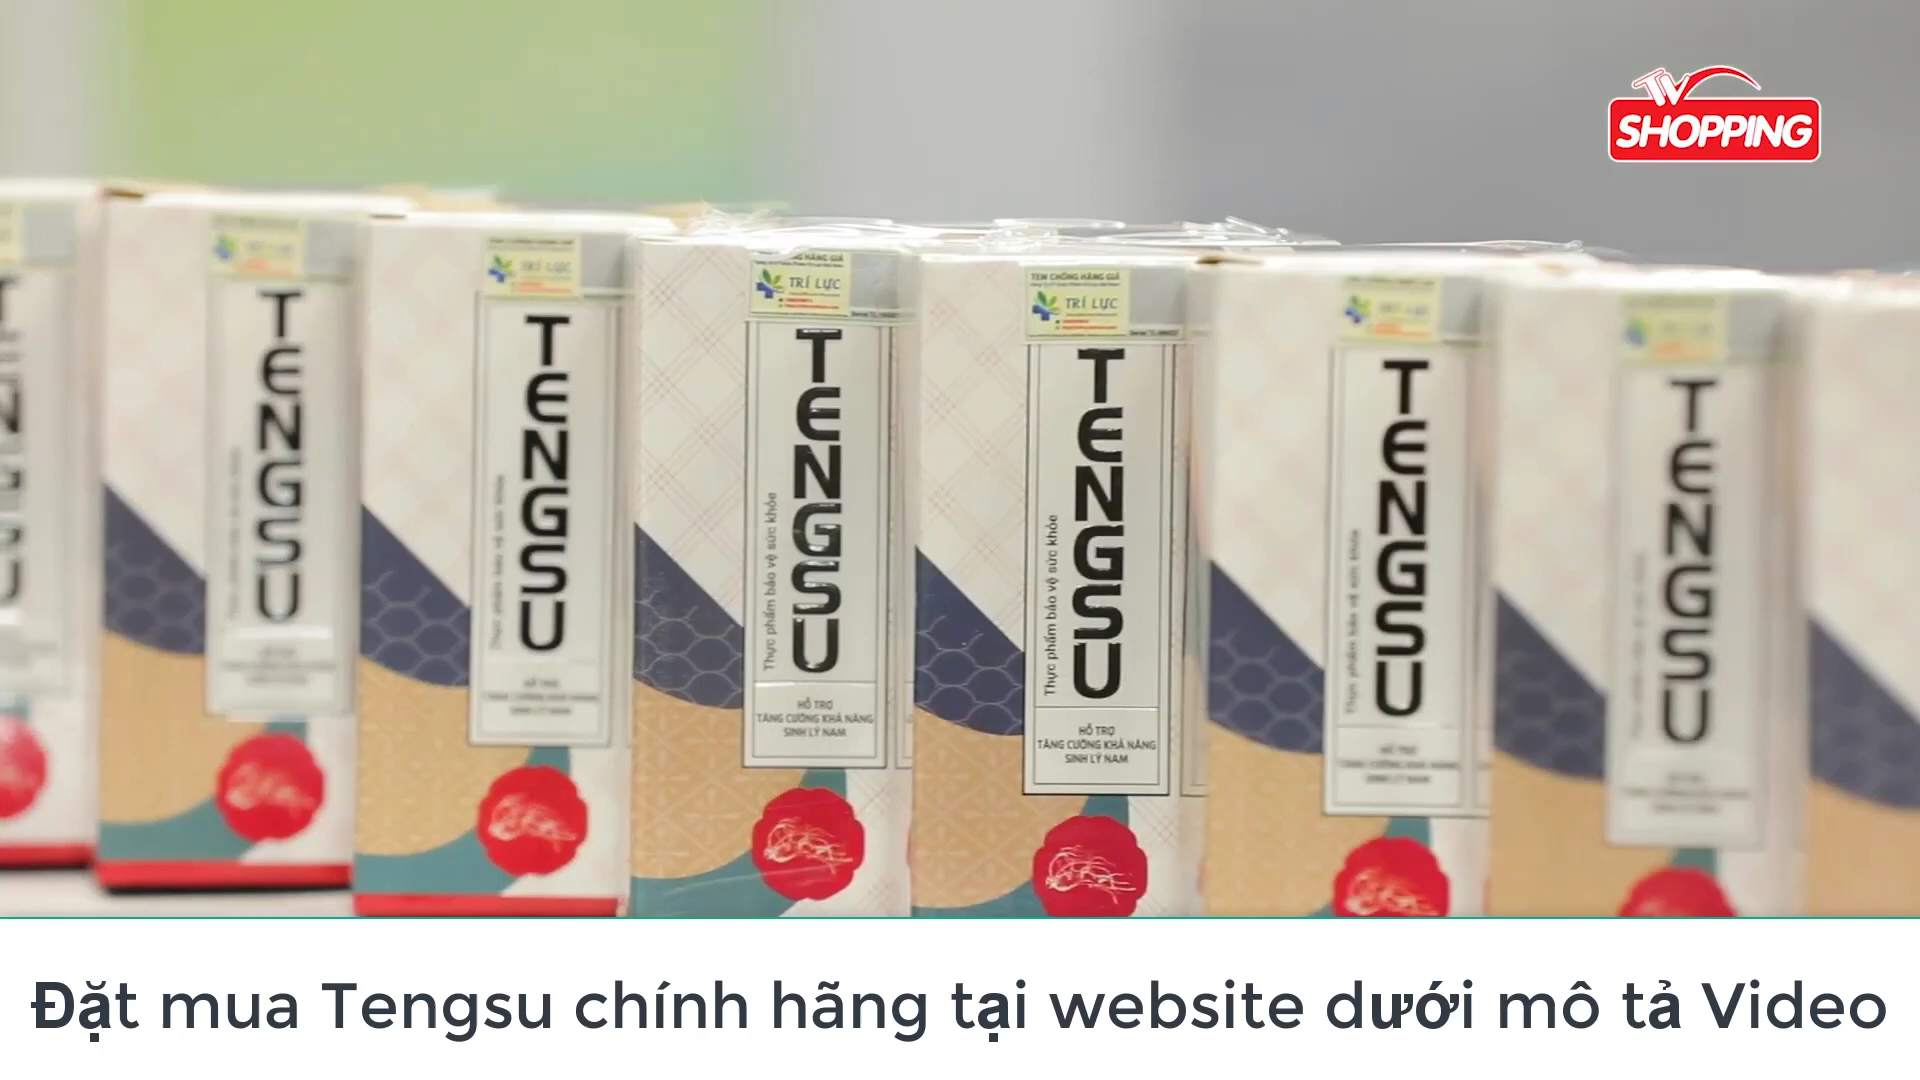 TV
SHOPPING
TENGSU
TRÍ LỰC
TENGSU
Thực phẩm bảo vệ sức khỏe
HỖ TRỢ
TĂNG CƯỜNG KHẢ NĂNG
SINH LÝ NAM
TEM CHỐNG HÀNG GIẢ
TRÍ LỰC
TENGSU
Thực phẩm bảo vệ sức khỏe
HỖ TRỢ
TĂNG CƯỜNG KHẢ NĂNG
SINH LÝ NAM
TENGSU
TENGSU
TENGSU
Đặt mua Tengsu chính hãng tại website dưới mô tả Video